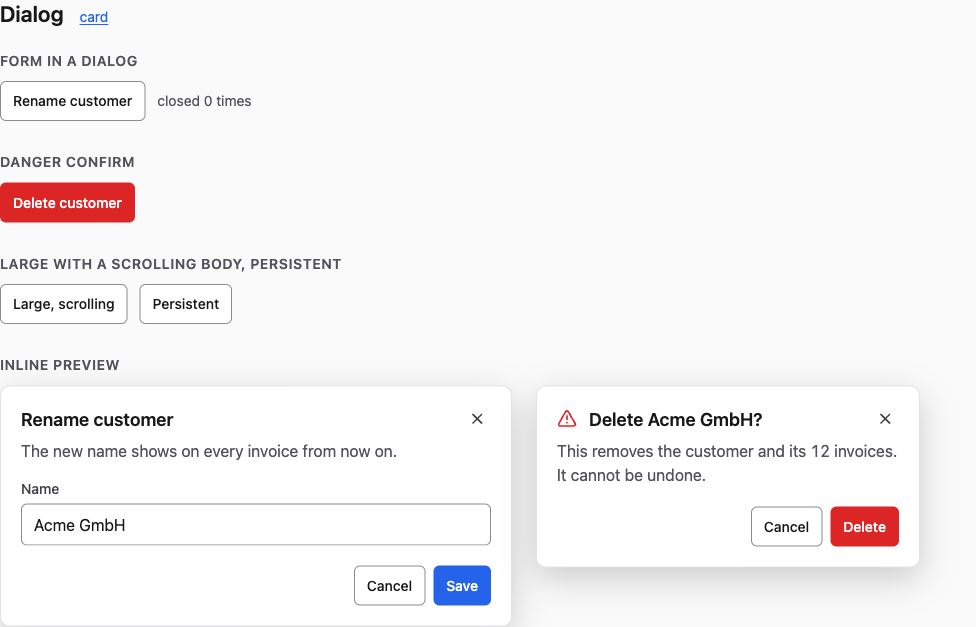 Dialog card
FORM IN A DIALOG
Rename customer closed 0 times
DANGER CONFIRM
Delete customer
LARGE WITH A SCROLLING BODY, PERSISTENT
Large, scrolling Persistent
INLINE PREVIEW
Rename customer
The new name shows on every invoice from now on.
Name
Acme GmbH
Cancel Save
Delete Acme GmbH?
This removes the customer and its 12 invoices.
It cannot be undone.
Cancel Delete